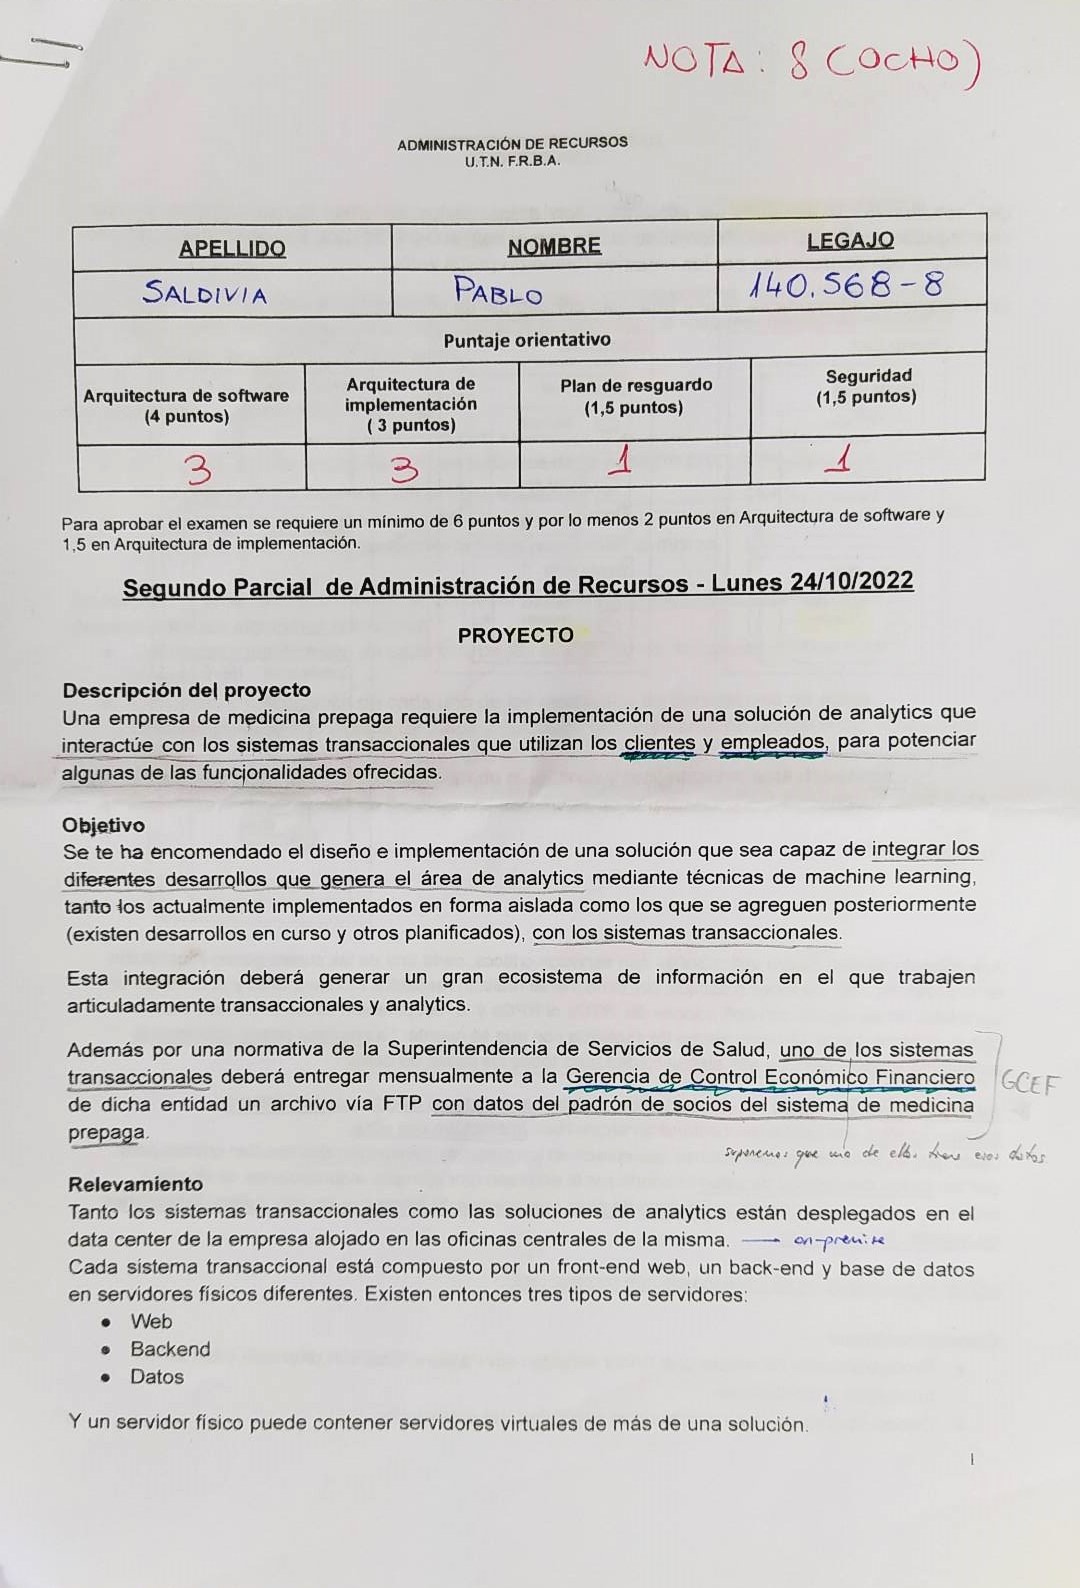 NOTA: 8 (OCHO)
ADMINISTRACIÓN DE RECURSOS
U.T.N. F.R.B.A.
APELLIDO NOMBRE LEGAJO
SALDIVIA PABLO 140.568-8
Puntaje orientativo
Arquitectura de software (4 puntos) Arquitectura de implementación ( 3 puntos) Plan de resguardo (1,5 puntos) Seguridad (1,5 puntos)
3 3 1 1
Para aprobar el examen se requiere un mínimo de 6 puntos y por lo menos 2 puntos en Arquitectura de software y
1,5 en Arquitectura de implementación.
Segundo Parcial de Administración de Recursos - Lunes 24/10/2022
PROYECTO
Descripción del proyecto
Una empresa de medicina prepaga requiere la implementación de una solución de analytics que
interactúe con los sistemas transaccionales que utilizan los clientes y empleados, para potenciar
algunas de las funcionalidades ofrecidas.
Objetivo
Se te ha encomendado el diseño e implementación de una solución que sea capaz de integrar los
diferentes desarrollos que genera el área de analytics mediante técnicas de machine learning,
tanto los actualmente implementados en forma aislada como los que se agreguen posteriormente
(existen desarrollos en curso y otros planificados), con los sistemas transaccionales.
Esta integración deberá generar un gran ecosistema de información en el que trabajen
articuladamente transaccionales y analytics.
Además por una normativa de la Superintendencia de Servicios de Salud, uno de los sistemas
transaccionales deberá entregar mensualmente a la Gerencia de Control Económico Financiero GCEF
de dicha entidad un archivo vía FTP con datos del padrón de socios del sistema de medicina
prepaga.
suponemos que uno de ellos tiene esos datos
Relevamiento
Tanto los sistemas transaccionales como las soluciones de analytics están desplegados en el
data center de la empresa alojado en las oficinas centrales de la misma. → on-premise
Cada sistema transaccional está compuesto por un front-end web, un back-end y base de datos
en servidores físicos diferentes. Existen entonces tres tipos de servidores:
• Web
• Backend
• Datos
Y un servidor físico puede contener servidores virtuales de más de una solución.
1